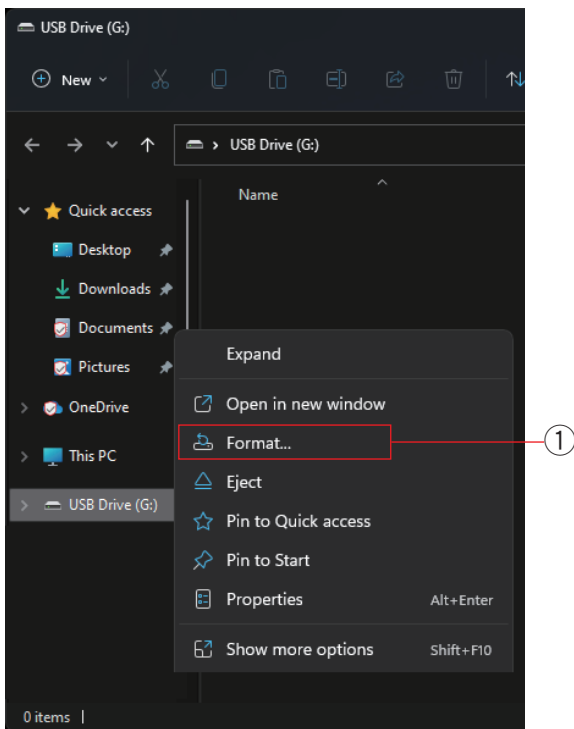 USB Drive (G:)
New
USB Drive (G:)
Name
Quick access
Desktop
Downloads
Documents
Pictures
OneDrive
This PC
USB Drive (G:)
Expand
Open in new window
Format...
1
Eject
Pin to Quick access
Pin to Start
Properties Alt+Enter
Show more options Shift+F10
0 items